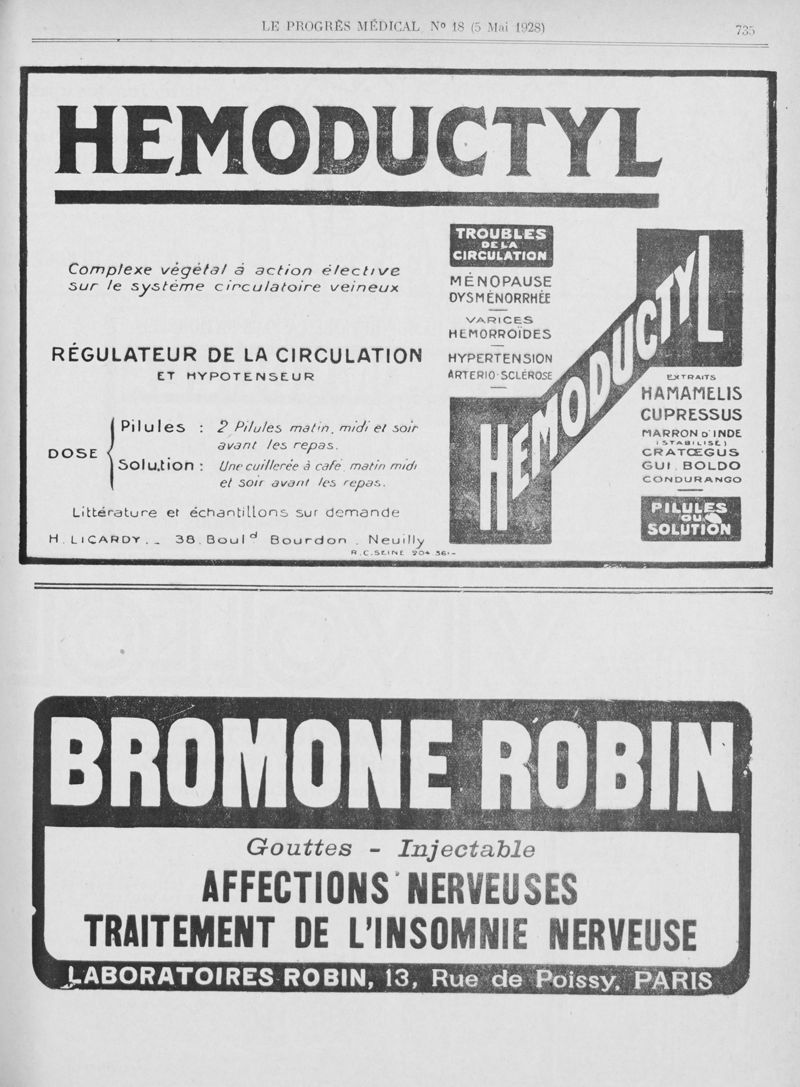 LE PROGRÈS MÉDICAL Nº 18 (5 Mai 1928)
735
HEMODUCTYL
Complexe végétal à action élective
sur le système circulatoire veineux
RÉGULATEUR DE LA CIRCULATION
ET HYPOTENSEUR
DOSE
Pilules : 2 Pilules matin, midi et soir
avant les repas.
Solution : Une cuillerée à café, matin midi
et soir avant les repas.
Littérature et échantillons sur demande
H. LICARDY. - 38, Boulᵈ Bourdon. Neuilly
R.C. SEINE 204.361-
TROUBLES
DE LA
CIRCULATION
MÉNOPAUSE
DYSMÉNORRHÉE
VARICES
HEMORROÏDES
HYPERTENSION
ARTERIO-SCLÉROSE
HEMODUCTYL
EXTRAITS
HAMAMELIS
CUPRESSUS
MARRON D'INDE
(STABILISÉ)
CRATŒGUS
GUI. BOLDO
CONDURANGO
PILULES
OU
SOLUTION
BROMONE ROBIN
Gouttes - Injectable
AFFECTIONS NERVEUSES
TRAITEMENT DE L'INSOMNIE NERVEUSE
LABORATOIRES ROBIN, 13, Rue de Poissy, PARIS